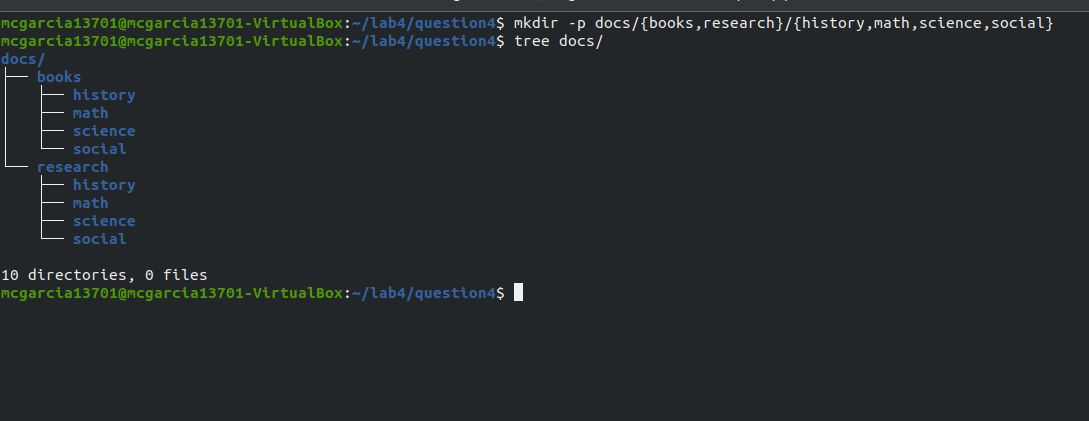 mcgarcia13701@mcgarcia13701-VirtualBox:~/lab4/question4$ mkdir -p docs/{books,research}/{history,math,science,social}
mcgarcia13701@mcgarcia13701-VirtualBox:~/lab4/question4$ tree docs/
docs/
├── books
│   ├── history
│   ├── math
│   ├── science
│   └── social
└── research
    ├── history
    ├── math
    ├── science
    └── social

10 directories, 0 files
mcgarcia13701@mcgarcia13701-VirtualBox:~/lab4/question4$